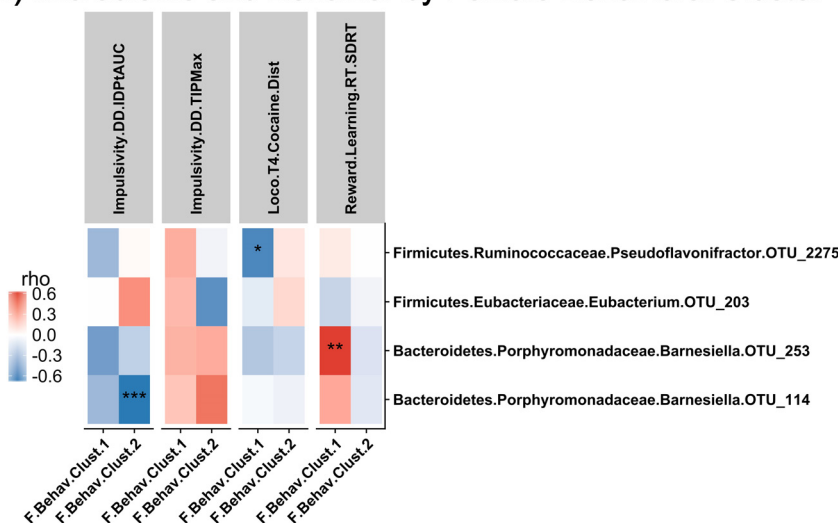 Impulsivity.DD.IDPtAUC
Impulsivity.DD.TIPMax
Loco.T4.Cocaine.Dist
Reward.Learning.RT.SDRT
*
Firmicutes.Ruminococcaceae.Pseudoflavonifractor.OTU_2275
Firmicutes.Eubacteriaceae.Eubacterium.OTU_203
**
Bacteroidetes.Porphyromonadaceae.Barnesiella.OTU_253
***
Bacteroidetes.Porphyromonadaceae.Barnesiella.OTU_114
rho
0.6
0.3
0.0
-0.3
-0.6
F.Behav.Clust.1
F.Behav.Clust.2
F.Behav.Clust.1
F.Behav.Clust.2
F.Behav.Clust.1
F.Behav.Clust.2
F.Behav.Clust.1
F.Behav.Clust.2